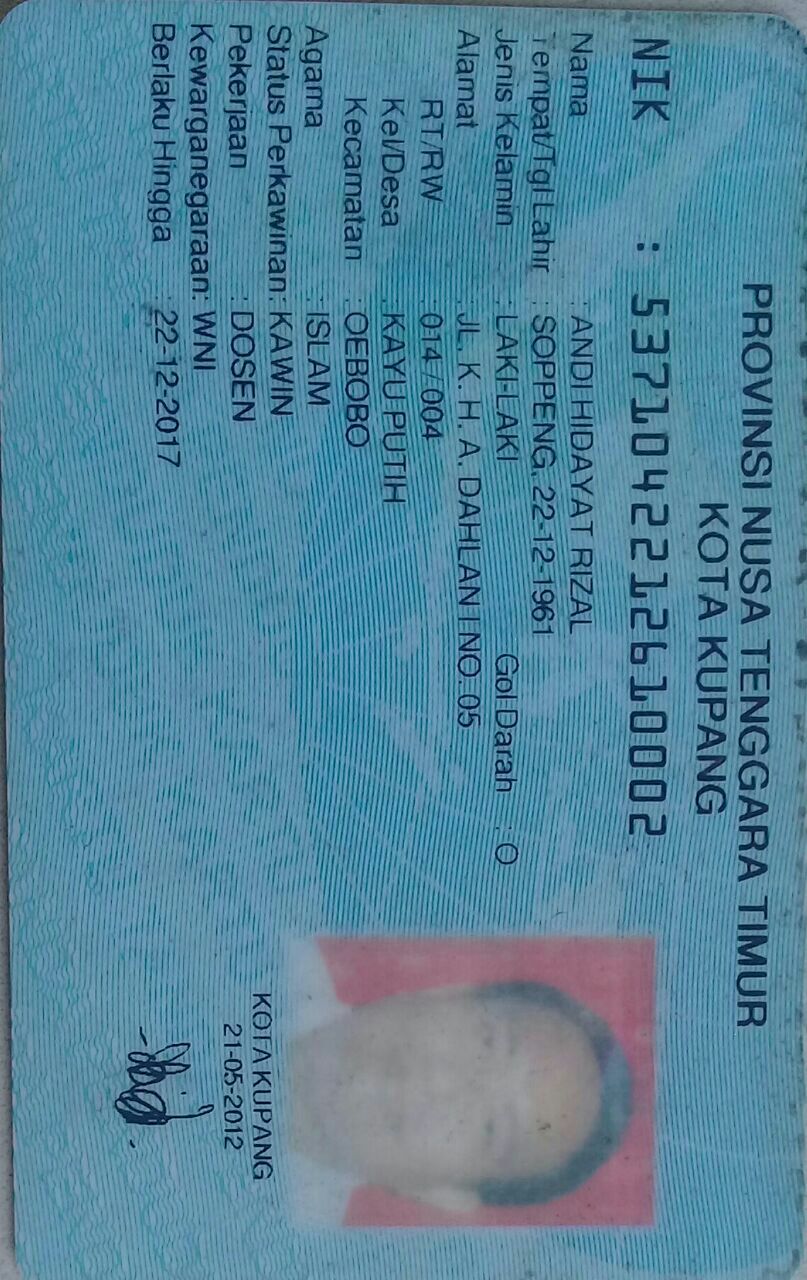 PROVINSI NUSA TENGGARA TIMUR
KOTA KUPANG
NIK : 5371042212610002
Nama : ANDI HIDAYAT RIZAL
Tempat/Tgl Lahir : SOPPENG, 22-12-1961
Jenis Kelamin : LAKI-LAKI Gol Darah : O
Alamat : JL. K. H. A. DAHLAN I NO. 05
RT/RW : 014 / 004
Kel/Desa : KAYU PUTIH
Kecamatan : OEBOBO
Agama : ISLAM
Status Perkawinan : KAWIN
Pekerjaan : DOSEN
Kewarganegaraan: WNI
Berlaku Hingga : 22-12-2017
KOTA KUPANG
21-05-2012